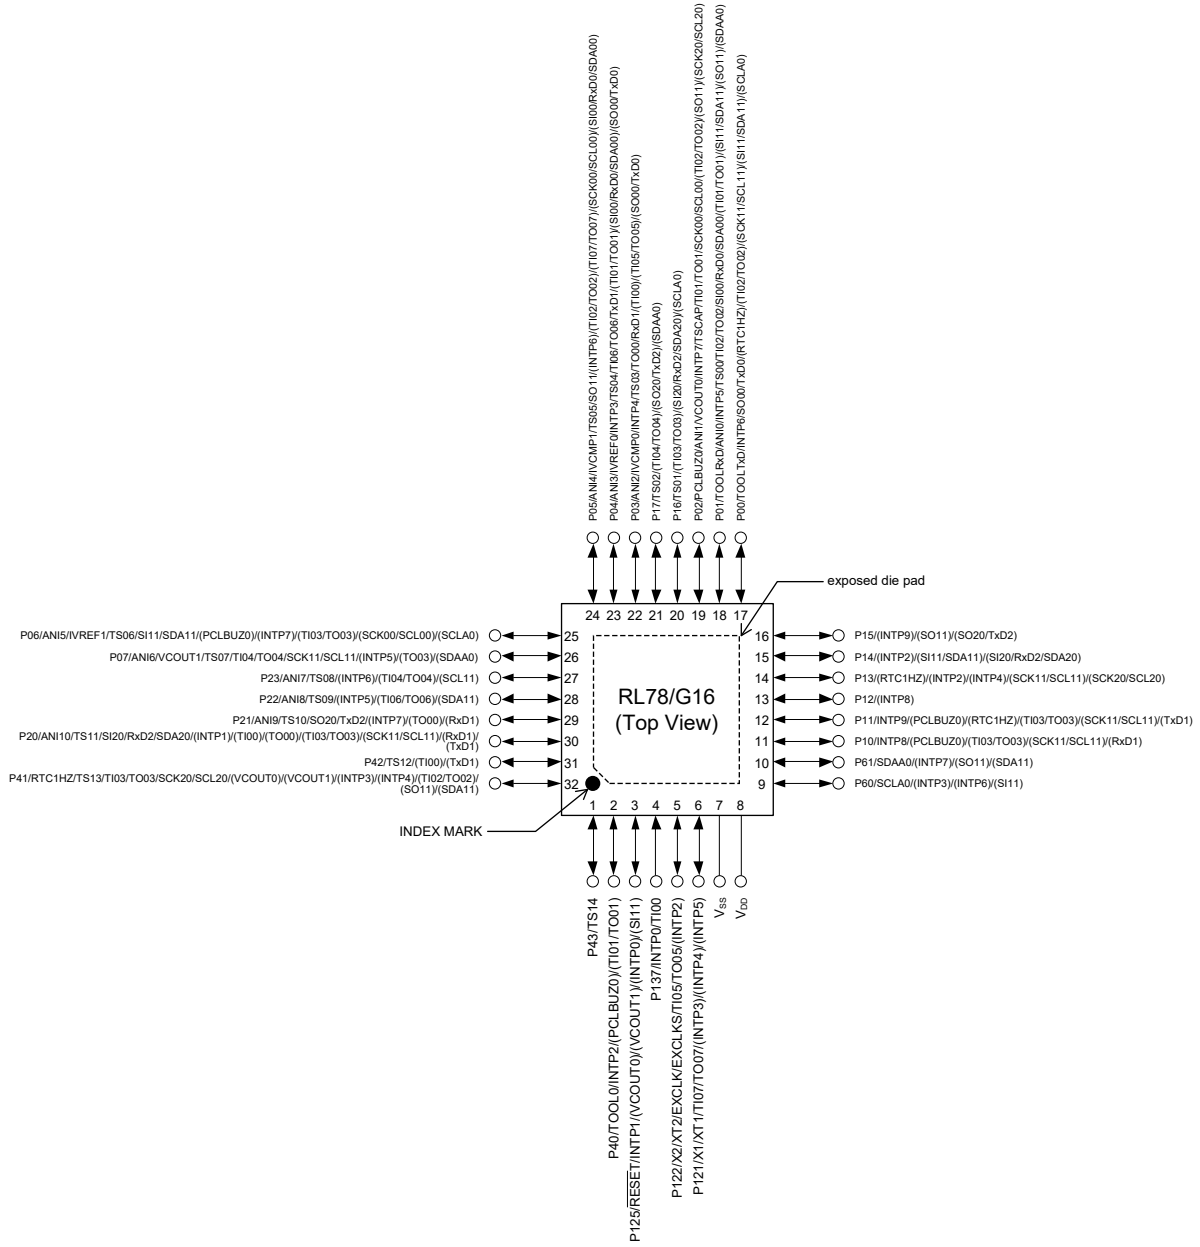 P05/ANI4/IVCMP1/TS05/SO11/(INTP6)/(TI02/TO02)/(TI07/TO07)/(SCK00/SCL00)/(SI00/RxD0/SDA00)
P04/ANI3/IVREF0/INTP3/TS04/TI06/TO06/TxD1/(TI01/TO01)/(SI00/RxD0/SDA00)/(SO00/TxD0)
P03/ANI2/IVCMP0/INTP4/TS03/TO00/RxD1/(TI00)/(TI05/TO05)/(SO00/TxD0)
P17/TS02/(TI04/TO04)/(SO20/TxD2)/(SDAA0)
P16/TS01/(TI03/TO03)/(SI20/RxD2/SDA20)/(SCLA0)
P02/PCLBUZ0/ANI1/VCOUT0/INTP7/TSCAP/TI01/TO01/SCK00/SCL00/(TI02/TO02)/(SO11)/(SCK20/SCL20)
P01/TOOLRxD/ANI0/INTP5/TS00/TI02/TO02/SI00/RxD0/SDA00/(TI01/TO01)/(SI11/SDA11)/(SO11)/(SDAA0)
P00/TOOLTxD/INTP6/SO00/TxD0/(RTC1HZ)/(TI02/TO02)/(SCK11/SCL11)/(SI11/SDA11)/(SCLA0)
exposed die pad
24 23 22 21 20 19 18 17
P06/ANI5/IVREF1/TS06/SI11/SDA11/(PCLBUZ0)/(INTP7)/(TI03/TO03)/(SCK00/SCL00)/(SCLA0) 25
P07/ANI6/VCOUT1/TS07/TI04/TO04/SCK11/SCL11/(INTP5)/(TO03)/(SDAA0) 26
P23/ANI7/TS08/(INTP6)/(TI04/TO04)/(SCL11) 27
P22/ANI8/TS09/(INTP5)/(TI06/TO06)/(SDA11) 28
P21/ANI9/TS10/SO20/TxD2/(INTP7)/(TO00)/(RxD1) 29
P20/ANI10/TS11/SI20/RxD2/SDA20/(INTP1)/(TI00)/(TO00)/(TI03/TO03)/(SCK11/SCL11)/(RxD1)/
(TxD1) 30
P42/TS12/(TI00)/(TxD1) 31
P41/RTC1HZ/TS13/TI03/TO03/SCK20/SCL20/(VCOUT0)/(VCOUT1)/(INTP3)/(INTP4)/(TI02/TO02)/
(SO11)/(SDA11) 32
RL78/G16
(Top View)
16 P15/(INTP9)/(SO11)/(SO20/TxD2)
15 P14/(INTP2)/(SI11/SDA11)/(SI20/RxD2/SDA20)
14 P13/(RTC1HZ)/(INTP2)/(INTP4)/(SCK11/SCL11)/(SCK20/SCL20)
13 P12/(INTP8)
12 P11/INTP9/(PCLBUZ0)/(RTC1HZ)/(TI03/TO03)/(SCK11/SCL11)/(TxD1)
11 P10/INTP8/(PCLBUZ0)/(TI03/TO03)/(SCK11/SCL11)/(RxD1)
10 P61/SDAA0/(INTP7)/(SO11)/(SDA11)
9 P60/SCLA0/(INTP3)/(INTP6)/(SI11)
1 2 3 4 5 6 7 8
INDEX MARK
P43/TS14
P40/TOOL0/INTP2/(PCLBUZ0)/(TI01/TO01)
P125/RESET/INTP1/(VCOUT0)/(VCOUT1)/(INTP0)/(SI11)
P137/INTP0/TI00
P122/X2/XT2/EXCLK/EXCLKS/TI05/TO05/(INTP2)
P121/X1/XT1/TI07/TO07/(INTP3)/(INTP4)/(INTP5)
VSS
VDD